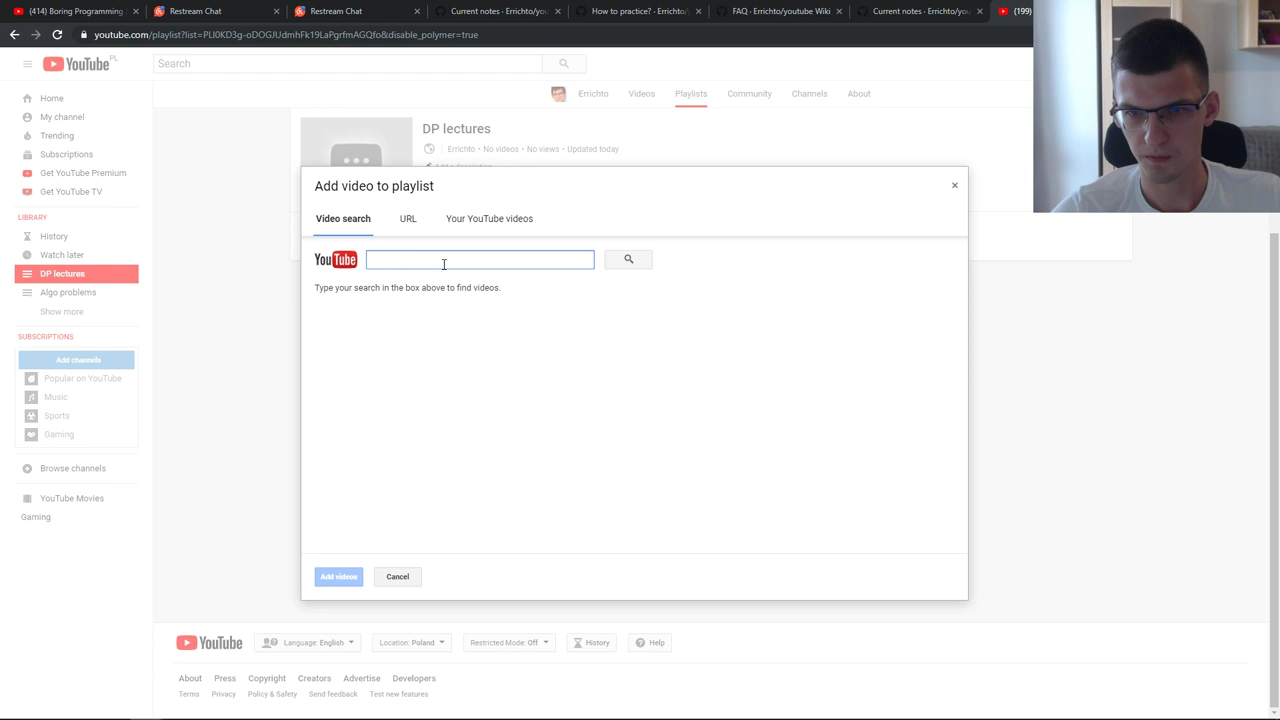 (414) Boring Programming
Restream Chat
Restream Chat
Current notes · Errichto/yo
How to practice? · Errichto/
FAQ · Errichto/youtube Wiki
Current notes · Errichto/yo
(199)
youtube.com/playlist?list=PLl0KD3g-oDOGJUdmhFk19LaPgrfmAGQfo&disable_polymer=true
YouTube PL
Search
Home
My channel
Trending
Subscriptions
Get YouTube Premium
Get YouTube TV
LIBRARY
History
Watch later
DP lectures
Algo problems
Show more
SUBSCRIPTIONS
Add channels
Popular on YouTube
Music
Sports
Gaming
Browse channels
YouTube Movies
Gaming
Errichto
Videos
Playlists
Community
Channels
About
DP lectures
Errichto • No videos • No views • Updated today
Add video to playlist
×
Video search
URL
Your YouTube videos
YouTube
Type your search in the box above to find videos.
Add videos
Cancel
YouTube
Language: English
Location: Poland
Restricted Mode: Off
History
Help
About Press Copyright Creators Advertise Developers
Terms Privacy Policy & Safety Send feedback Test new features